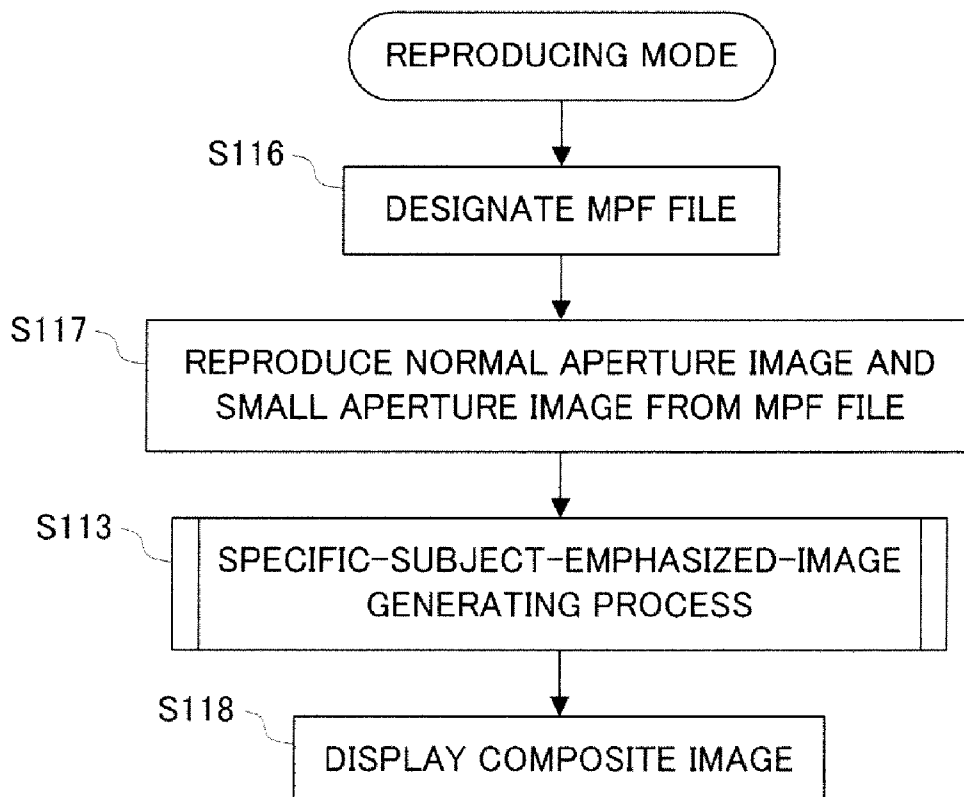 REPRODUCING MODE
S116
DESIGNATE MPF FILE
S117
REPRODUCE NORMAL APERTURE IMAGE AND
SMALL APERTURE IMAGE FROM MPF FILE
S113
SPECIFIC-SUBJECT-EMPHASIZED-IMAGE
GENERATING PROCESS
S118
DISPLAY COMPOSITE IMAGE